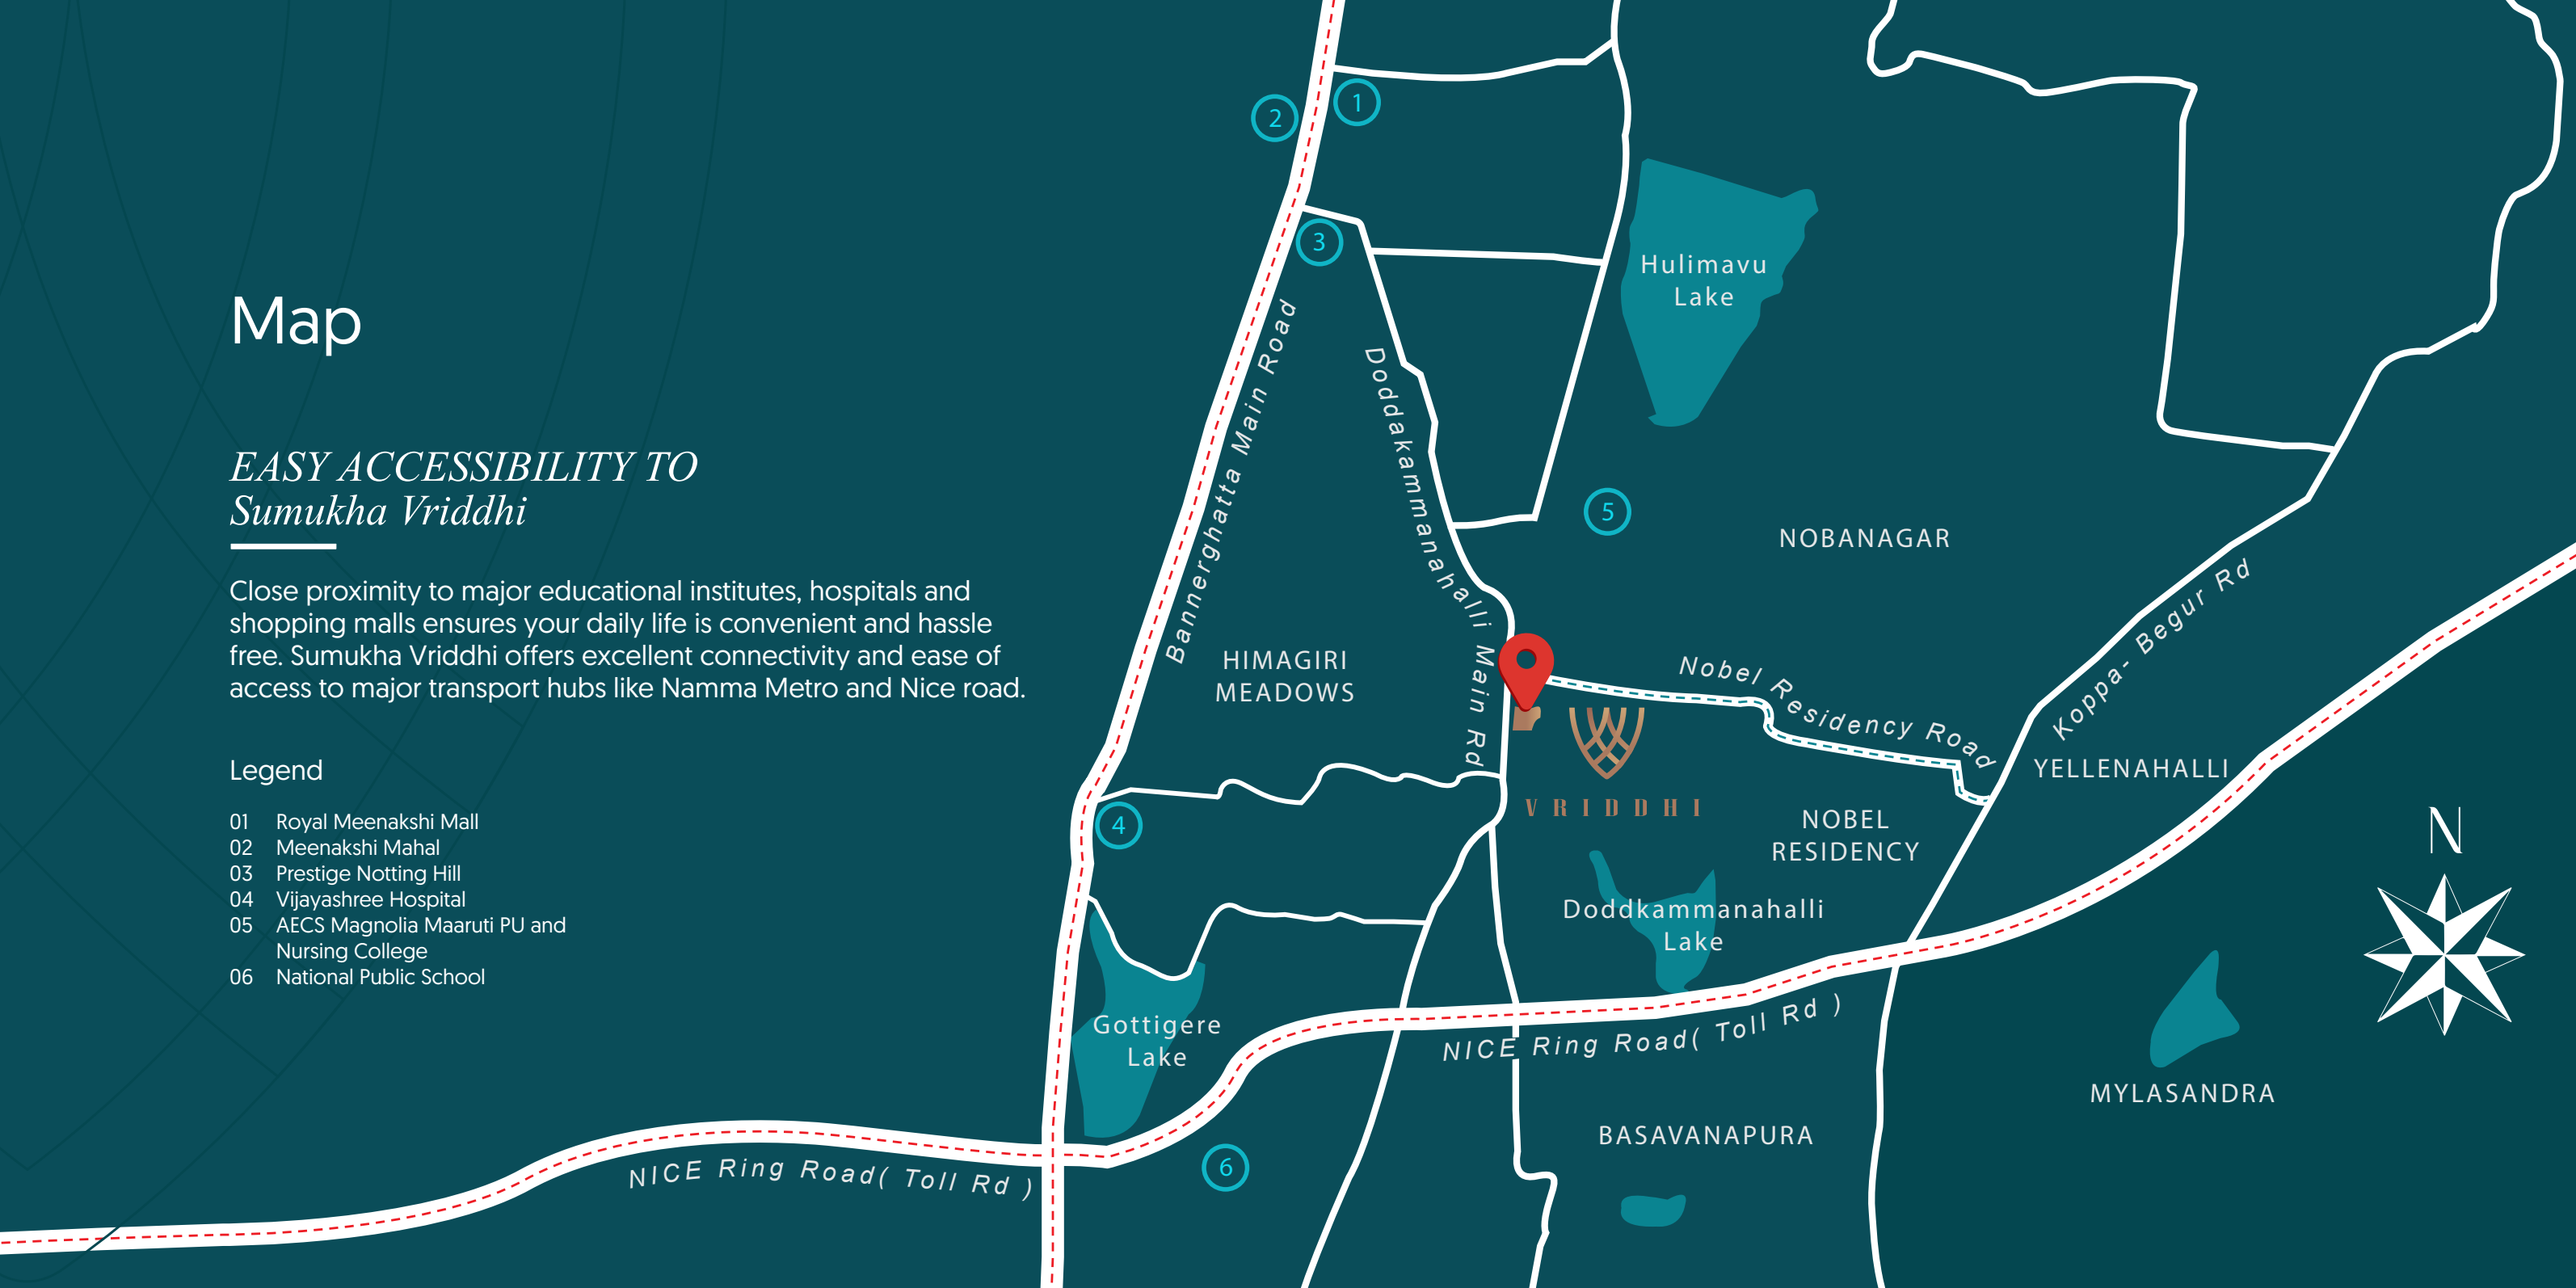 Map
EASY ACCESSIBILITY TO
Sumukha Vriddhi
Close proximity to major educational institutes, hospitals and
shopping malls ensures your daily life is convenient and hassle
free. Sumukha Vriddhi offers excellent connectivity and ease of
access to major transport hubs like Namma Metro and Nice road.
Legend
01 Royal Meenakshi Mall
02 Meenakshi Mahal
03 Prestige Notting Hill
04 Vijayashree Hospital
05 AECS Magnolia Maaruti PU and
Nursing College
06 National Public School
1
2
3
Hulimavu
Lake
Bannerghatta Main Road
Doddakammanahalli Main Rd
5
NOBANAGAR
Koppa- Begur Rd
HIMAGIRI
MEADOWS
Nobel Residency Road
YELLENAHALLI
VRIDDHI
4
NOBEL
RESIDENCY
N
Doddkammanahalli
Lake
Gottigere
Lake
NICE Ring Road( Toll Rd )
MYLASANDRA
BASAVANAPURA
6
NICE Ring Road( Toll Rd )